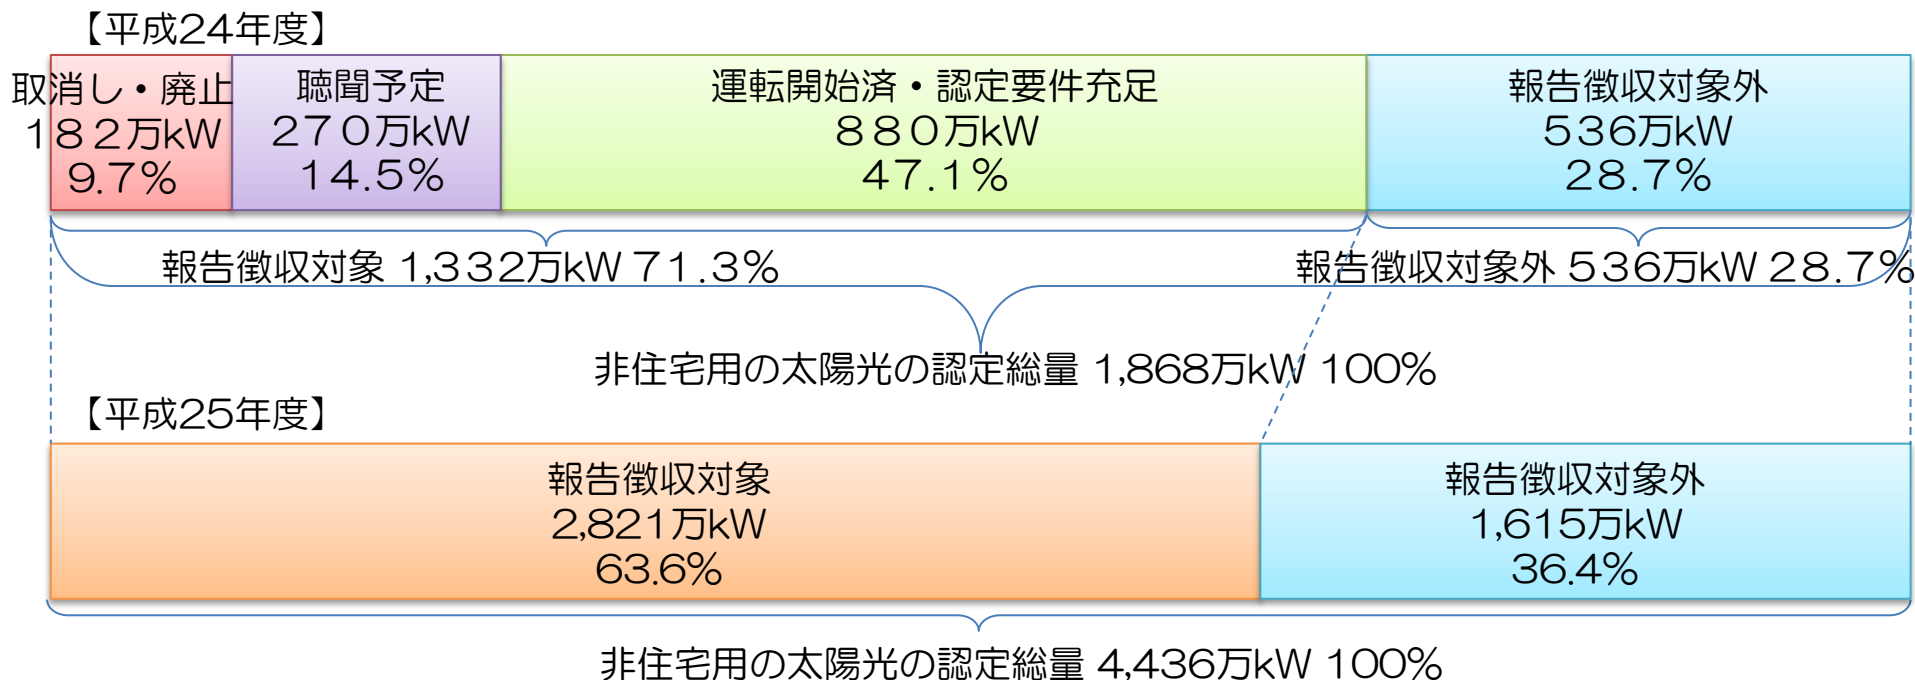 【平成24年度】
取消し・廃止
１８２万kW
9.7％
聴聞予定
２７０万kW
１4.5％
運転開始済・認定要件充足
８８０万kW
４７.１％
報告徴収対象外
５３６万kW
２８.７％
報告徴収対象 1,３３２万kW ７１.３％
報告徴収対象外 ５３６万kW ２８.７％
非住宅用の太陽光の認定総量 1,868万kW 100％
【平成25年度】
報告徴収対象
2,821万kW
63.6％
報告徴収対象外
1,615万kW
36.4％
非住宅用の太陽光の認定総量 4,436万kW 100％